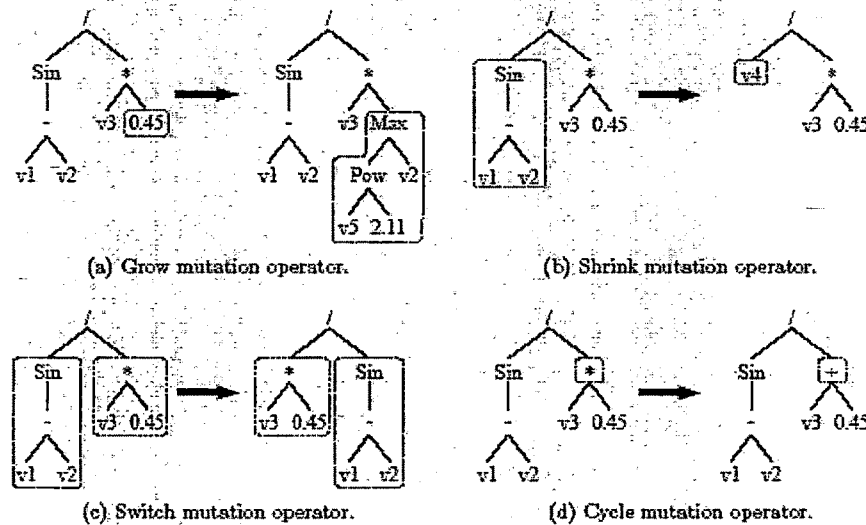 / / / /
Sin * Sin * Sin * v4 *
- v3 0.45 - v3 Max - v3 0.45 v3 0.45
v1 v2 v1 v2 Pow v2 v1 v2
v5 2.11
(a) Grow mutation operator. (b) Shrink mutation operator.
/ / / /
Sin * * Sin Sin * Sin +
- v3 0.45 v3 0.45 - - v3 0.45 - v3 0.45
v1 v2 v1 v2 v1 v2 v1 v2
(c) Switch mutation operator. (d) Cycle mutation operator.